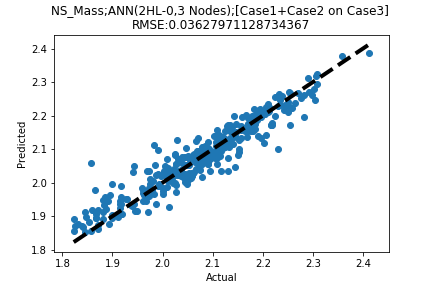 NS_Mass;ANN(2HL-0,3 Nodes);[Case1+Case2 on Case3]
RMSE:0.03627971128734367
2.4
2.3
2.2
2.1
2.0
1.9
1.8
Predicted
1.8 1.9 2.0 2.1 2.2 2.3 2.4
Actual